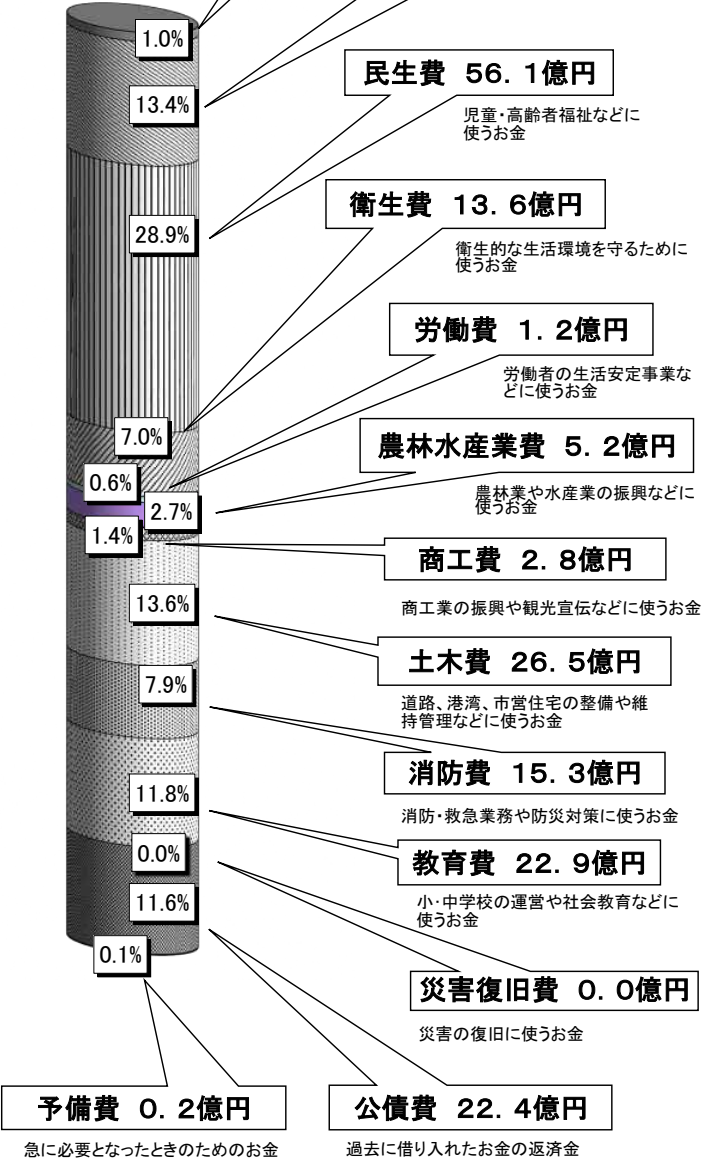 1.0%
13.4%
民生費 56.1億円
児童・高齢者福祉などに
使うお金
28.9%
衛生費 13.6億円
衛生的な生活環境を守るために
使うお金
労働費 1.2億円
労働者の生活安定事業な
どに使うお金
7.0%
農林水産業費 5.2億円
農林業や水産業の振興などに
使うお金
0.6%
2.7%
1.4%
商工費 2.8億円
商工業の振興や観光宣伝などに使うお金
13.6%
土木費 26.5億円
道路、港湾、市営住宅の整備や維
持管理などに使うお金
7.9%
消防費 15.3億円
消防・救急業務や防災対策に使うお金
11.8%
教育費 22.9億円
小・中学校の運営や社会教育などに
使うお金
0.0%
11.6%
災害復旧費 0.0億円
災害の復旧に使うお金
0.1%
予備費 0.2億円
急に必要となったときのためのお金
公債費 22.4億円
過去に借り入れたお金の返済金